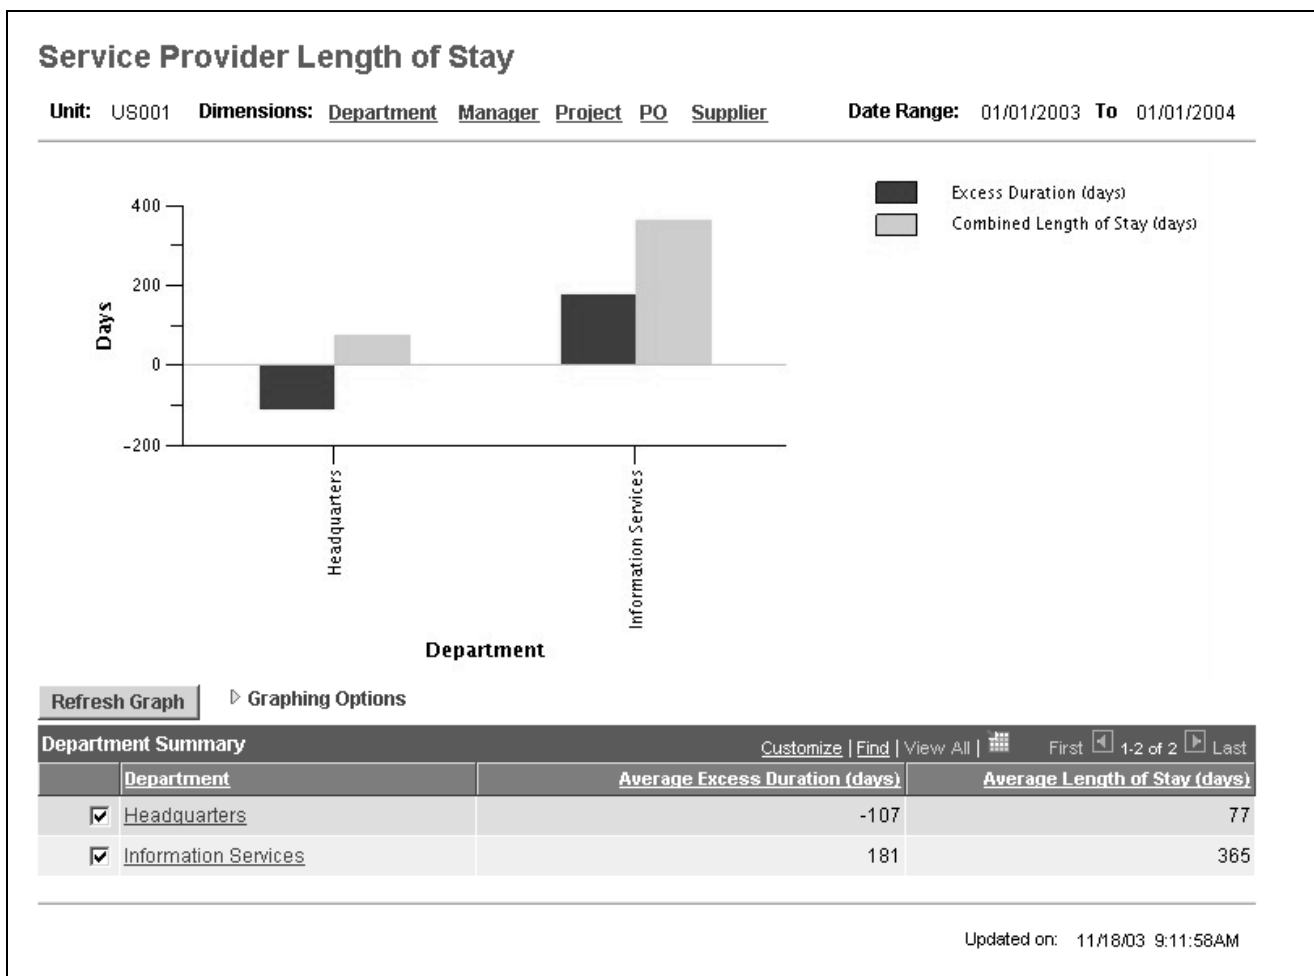 Service Provider Length of Stay
Unit: US001 Dimensions: Department Manager Project PO Supplier Date Range: 01/01/2003 To 01/01/2004
Excess Duration (days)
Combined Length of Stay (days)
400
200
0
-200
Days
Headquarters
Information Services
Department
Refresh Graph Graphing Options
Department Summary Customize | Find | View All | First 1-2 of 2 Last
Department Average Excess Duration (days) Average Length of Stay (days)
Headquarters -107 77
Information Services 181 365
Updated on: 11/18/03 9:11:58AM